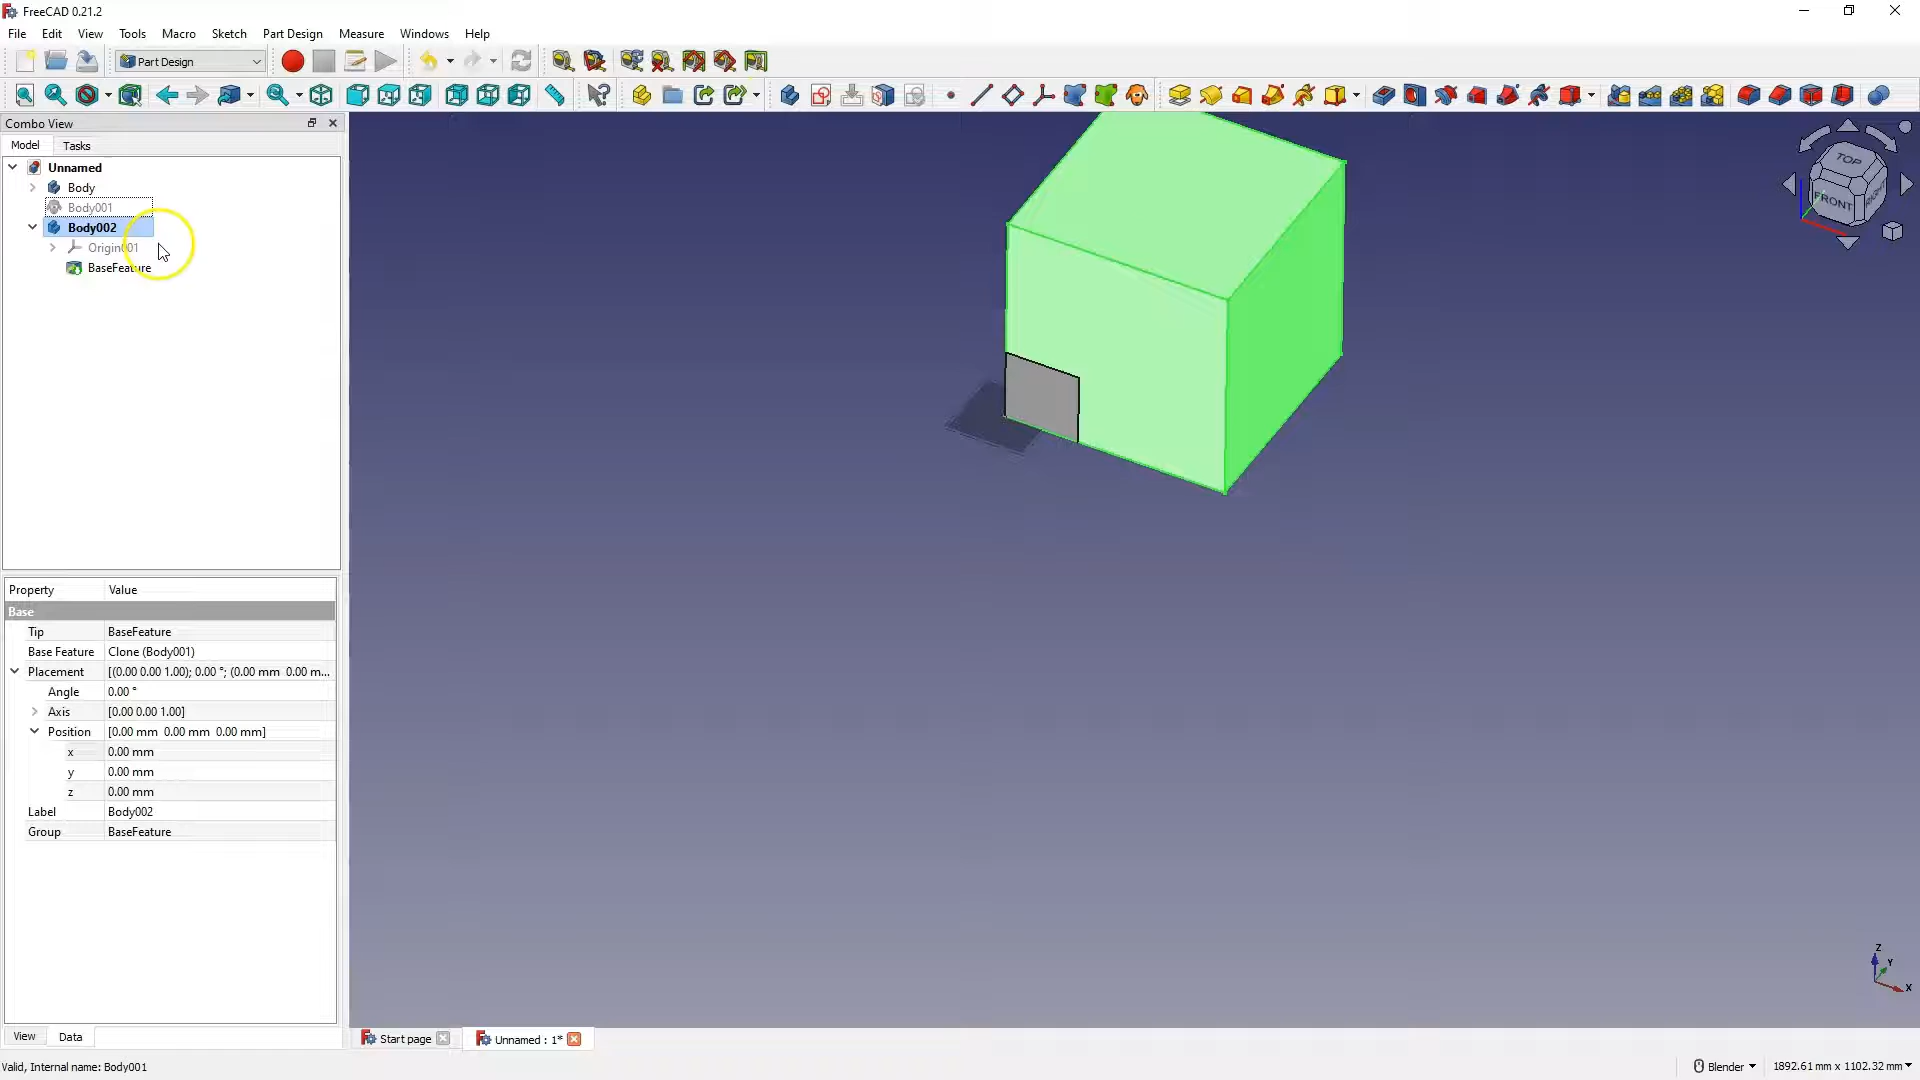 FreeCAD 0.21.2
File Edit View Tools Macro Sketch Part Design Measure Windows Help
Part Design
Combo View
Model Tasks
Unnamed
Body
Body001
Body002
Origin001
BaseFeature
TOP
FRONT
RIGHT
Property Value
Base
Tip BaseFeature
Base Feature Clone (Body001)
Placement [(0.00 0.00 1.00); 0.00 °; (0.00 mm 0.00 m...
Angle 0.00 °
Axis [0.00 0.00 1.00]
Position [0.00 mm 0.00 mm 0.00 mm]
x 0.00 mm
y 0.00 mm
z 0.00 mm
Label Body002
Group BaseFeature
Z
Y
X
View Data
Start page Unnamed : 1*
Valid, Internal name: Body001
Blender 1892.61 mm x 1102.32 mm